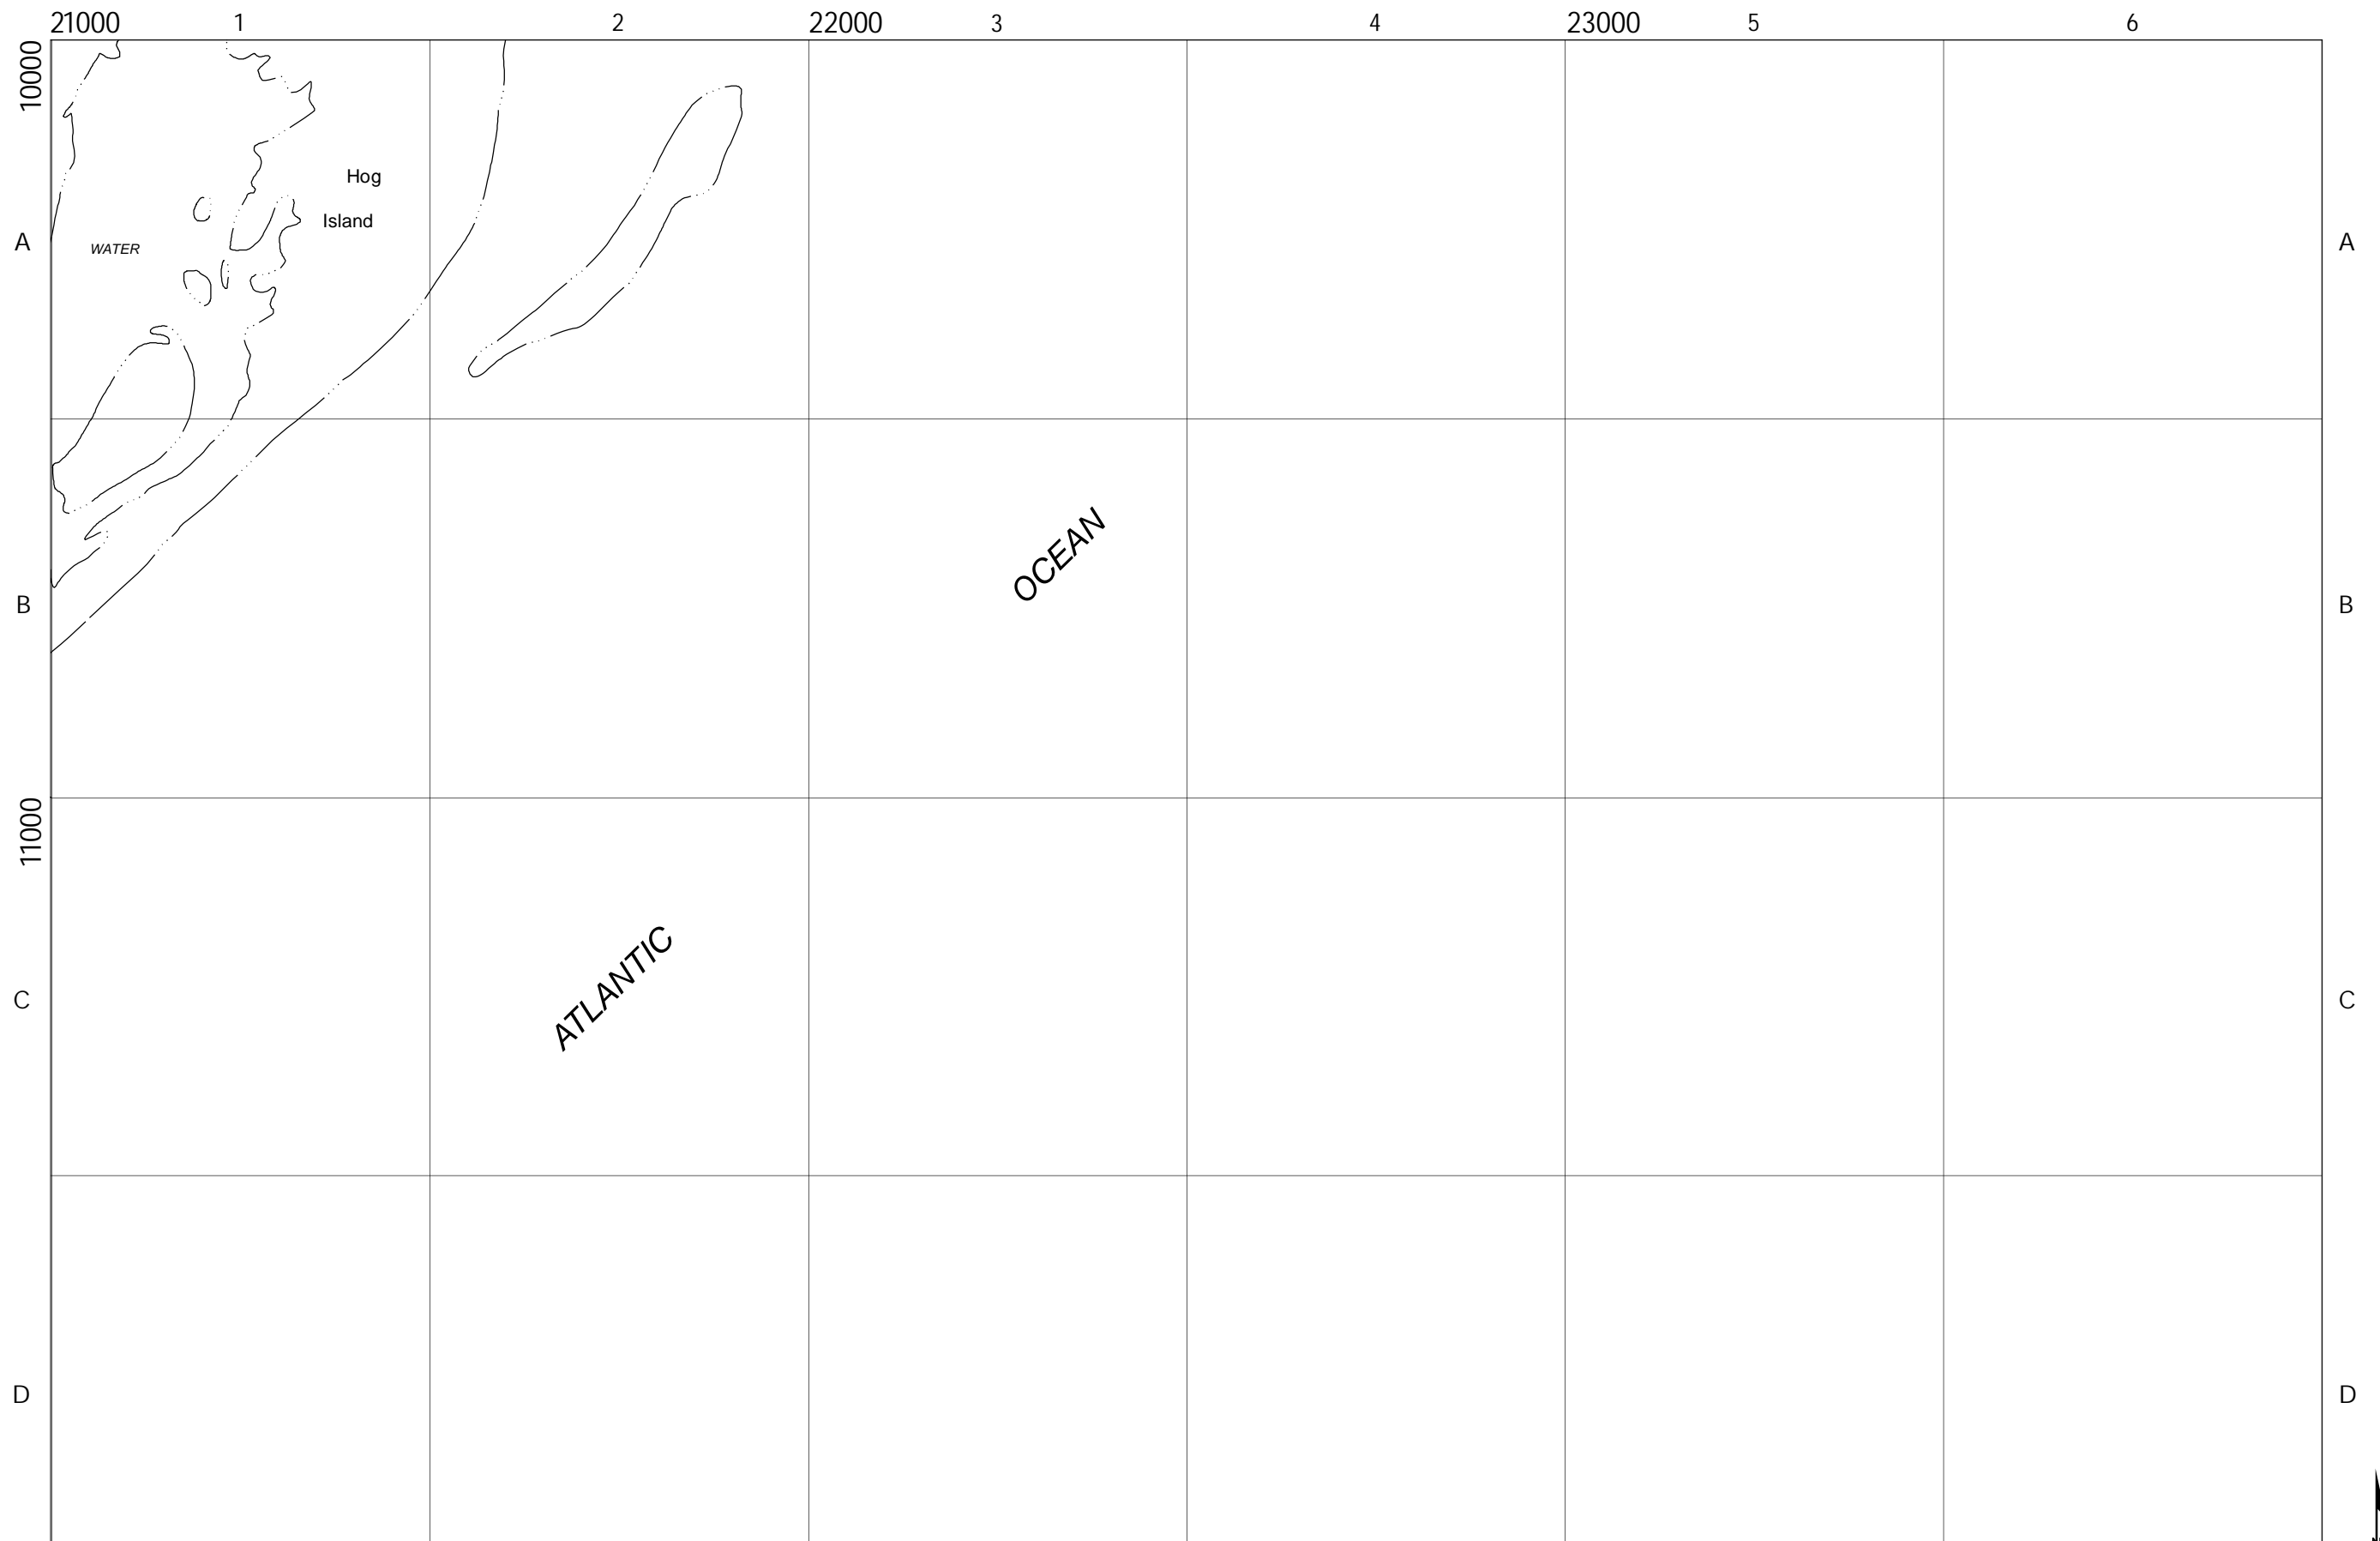 21000 1 2 22000 3 4 23000 5 6
10000
Hog
Island
A WATER A
OCEAN
B B
11000
ATLANTIC
C C
D D